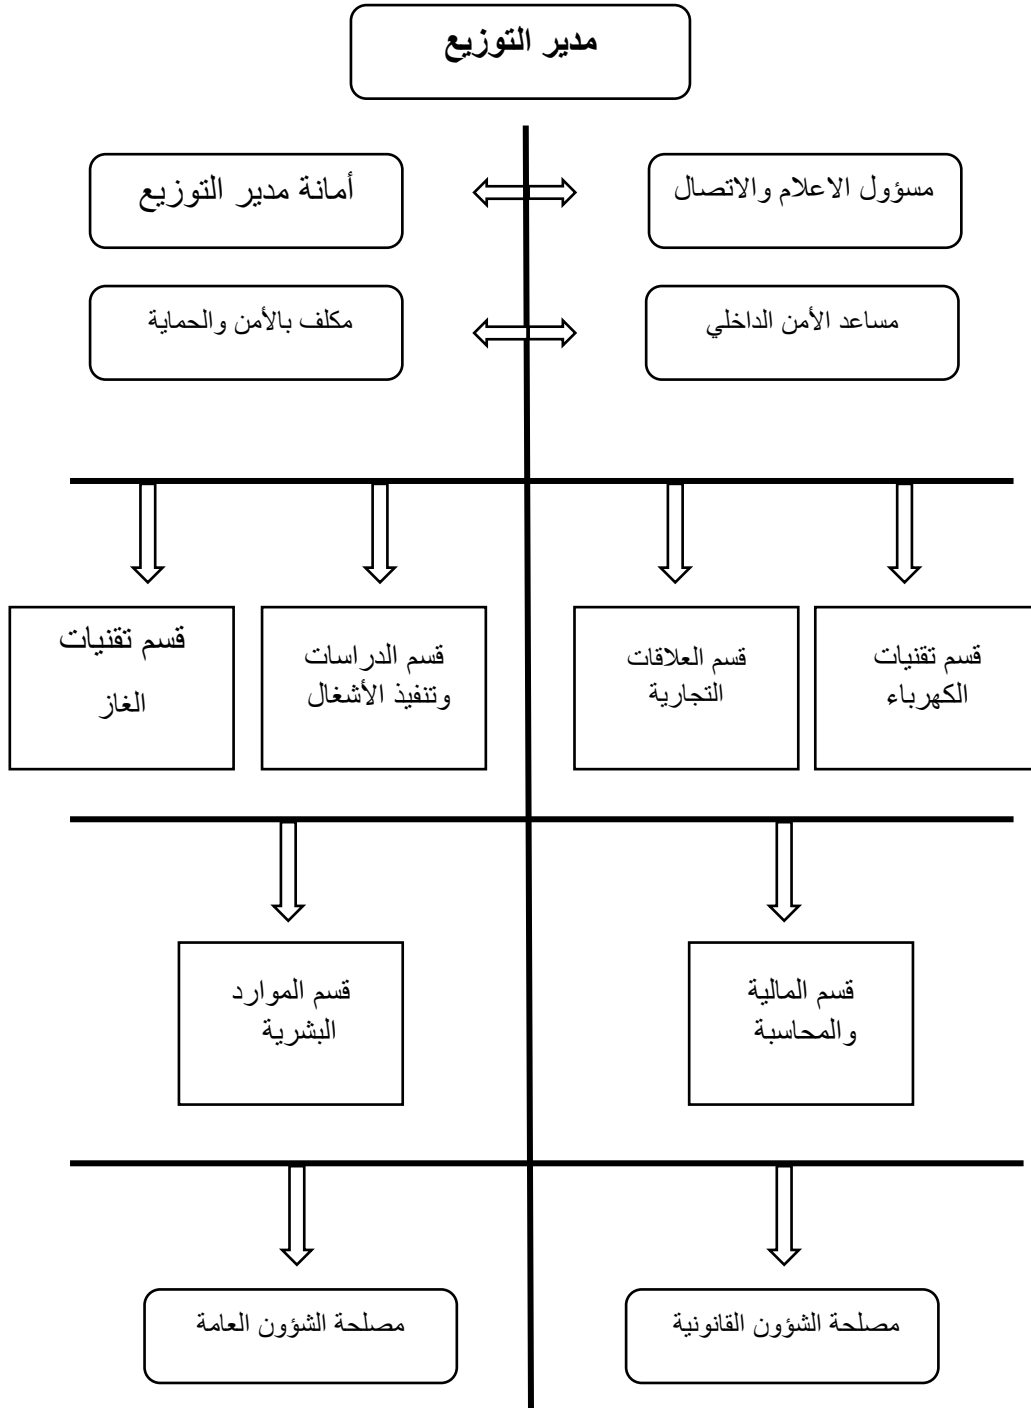 مدير التوزيع
مسؤول الاعلام والاتصال
أمانة مدير التوزيع
مساعد الأمن الداخلي
مكلف بالأمن والحماية
قسم تقنيات
الكهرباء
قسم العلاقات
التجارية
قسم الدراسات
وتنفيذ الأشغال
قسم تقنيات
الغاز
قسم المالية
والمحاسبة
قسم الموارد
البشرية
مصلحة الشؤون القانونية
مصلحة الشؤون العامة